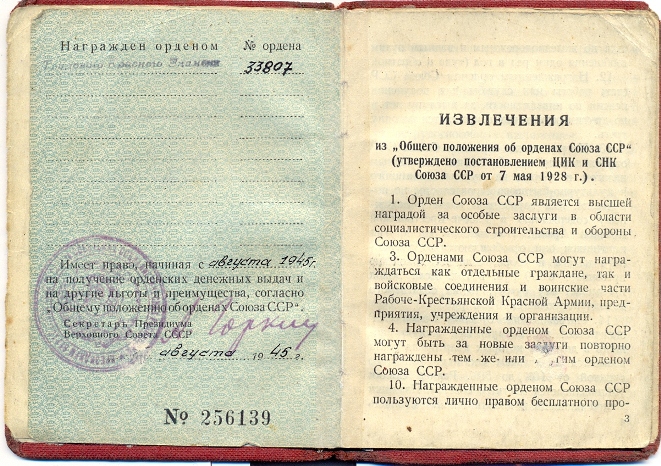 Награжден орденом № ордена
Красного Знамени 33807
Имеет право, начиная с августа 1945г.
на получение орденских денежных выдач и
на другие льготы и преимущества, согласно
„Общему положению об орденах Союза ССР".
Секретарь Президиума
Верховного Совета СССР Горкин
августа 1945 г.
№ 256139
ИЗВЛЕЧЕНИЯ
из „Общего положения об орденах Союза ССР"
(утверждено постановлением ЦИК и СНК
Союза ССР от 7 мая 1928 г.).
1. Орден Союза ССР является высшей
наградой за особые заслуги в области
социалистического строительства и обороны
Союза ССР.
3. Орденами Союза ССР могут награ-
ждаться как отдельные граждане, так и
войсковые соединения и воинские части
Рабоче-Крестьянской Красной Армии, пред-
приятия, учреждения и организации.
4. Награжденные орденом Союза ССР
могут быть за новые заслуги повторно
награждены тем же или другим орденом
Союза ССР.
10. Награжденные орденом Союза ССР
пользуются лично правом бесплатного про-
3